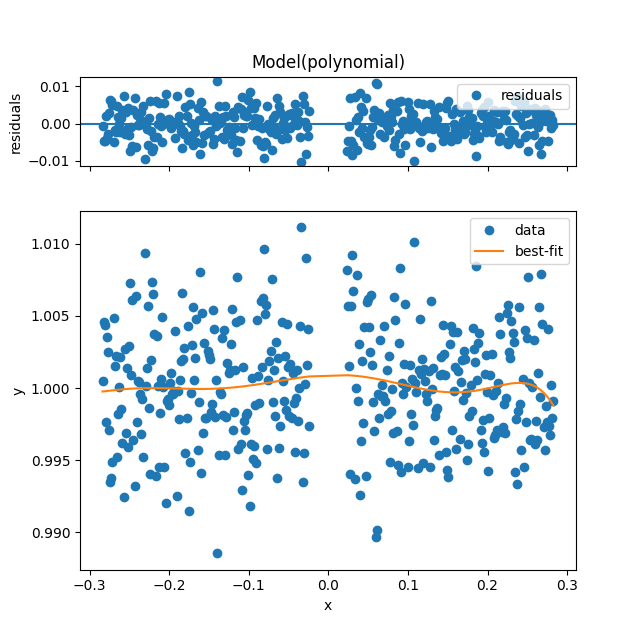 Model(polynomial)
0.01
0.00
−0.01
residuals
residuals
1.010
1.005
1.000
0.995
0.990
y
data
best-fit
−0.3 −0.2 −0.1 0.0 0.1 0.2 0.3
x